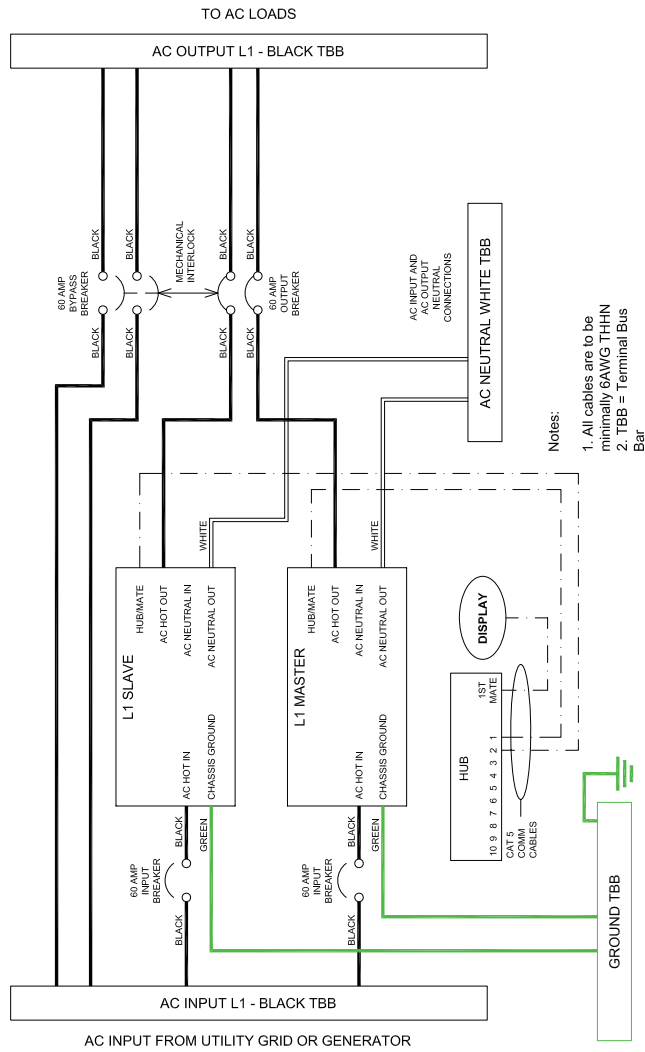 TO AC LOADS
AC OUTPUT L1 - BLACK TBB
BLACK
BLACK
BLACK
BLACK
60 AMP
BYPASS
BREAKER
MECHANICAL
INTERLOCK
60 AMP
OUTPUT
BREAKER
BLACK
BLACK
BLACK
BLACK
AC INPUT AND
AC OUTPUT
NEUTRAL
CONNECTIONS
AC NEUTRAL WHITE TBB
Notes:
1. All cables are to be
minimally 6AWG THHN
2. TBB = Terminal Bus
Bar
WHITE
WHITE
L1 SLAVE
HUB/MATE
AC HOT OUT
AC NEUTRAL IN
AC NEUTRAL OUT
AC HOT IN
CHASSIS GROUND
L1 MASTER
HUB/MATE
AC HOT OUT
AC NEUTRAL IN
AC NEUTRAL OUT
AC HOT IN
CHASSIS GROUND
DISPLAY
HUB
1ST
MATE
10 9 8 7 6 5 4 3 2 1
CAT 5
COMM
CABLES
BLACK
GREEN
BLACK
GREEN
60 AMP
INPUT
BREAKER
60 AMP
INPUT
BREAKER
BLACK
BLACK
GROUND TBB
AC INPUT L1 - BLACK TBB
AC INPUT FROM UTILITY GRID OR GENERATOR